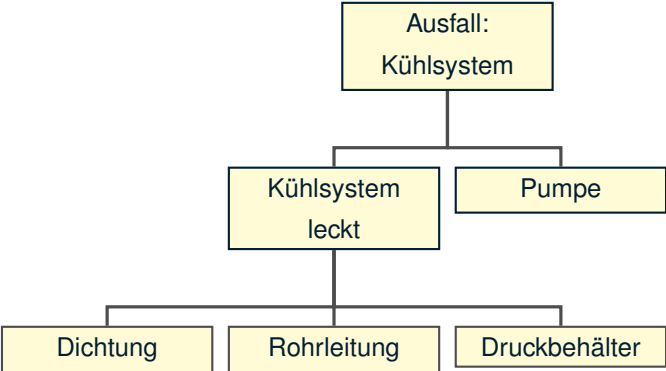 Ausfall:
Kühlsystem
Kühlsystem
leckt
Pumpe
Dichtung
Rohrleitung
Druckbehälter